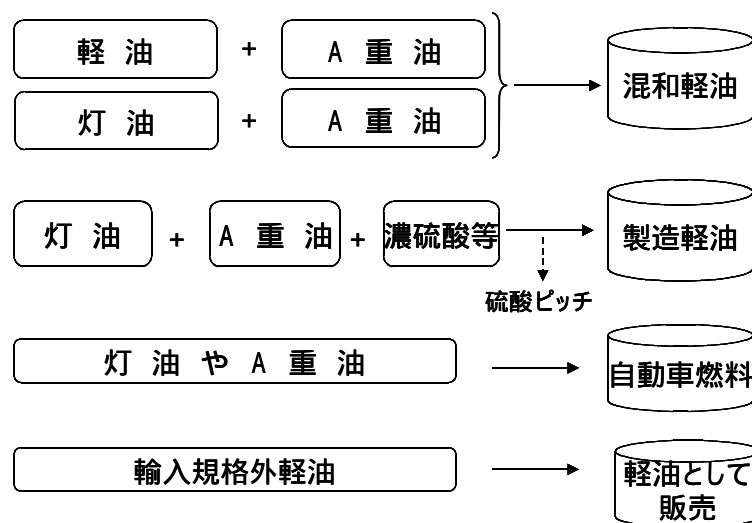 軽 油 + A 重 油
灯 油 + A 重 油
混和軽油
灯 油 + A 重 油 + 濃硫酸等
製造軽油
硫酸ピッチ
灯 油 や A 重 油
自動車燃料
輸入規格外軽油
軽油として
販売